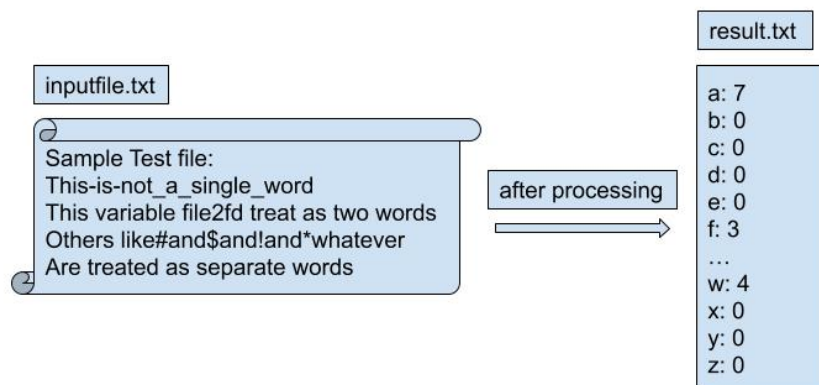 inputfile.txt
Sample Test file:
This-is-not_a_single_word
This variable file2fd treat as two words
Others like#and$and!and*whatever
Are treated as separate words
after processing
result.txt
a: 7
b: 0
c: 0
d: 0
e: 0
f: 3
...
w: 4
x: 0
y: 0
z: 0